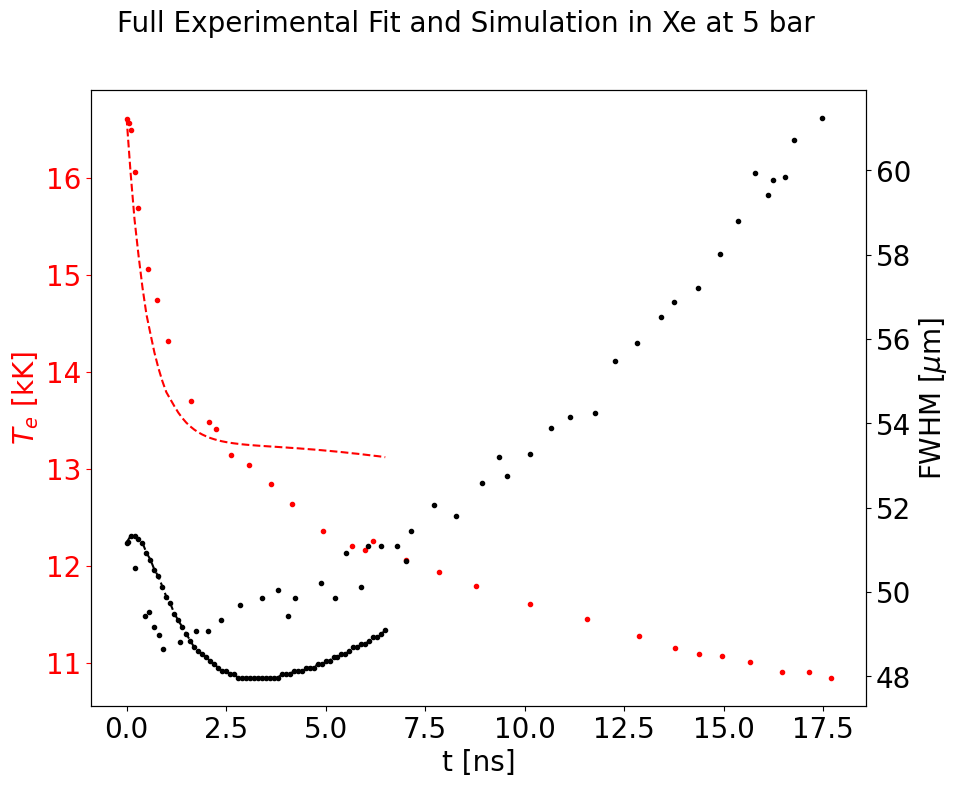 Full Experimental Fit and Simulation in Xe at 5 bar
16
15
14
13
12
11
T_e [kK]
60
58
56
54
52
50
48
FWHM [μm]
0.0 2.5 5.0 7.5 10.0 12.5 15.0 17.5
t [ns]